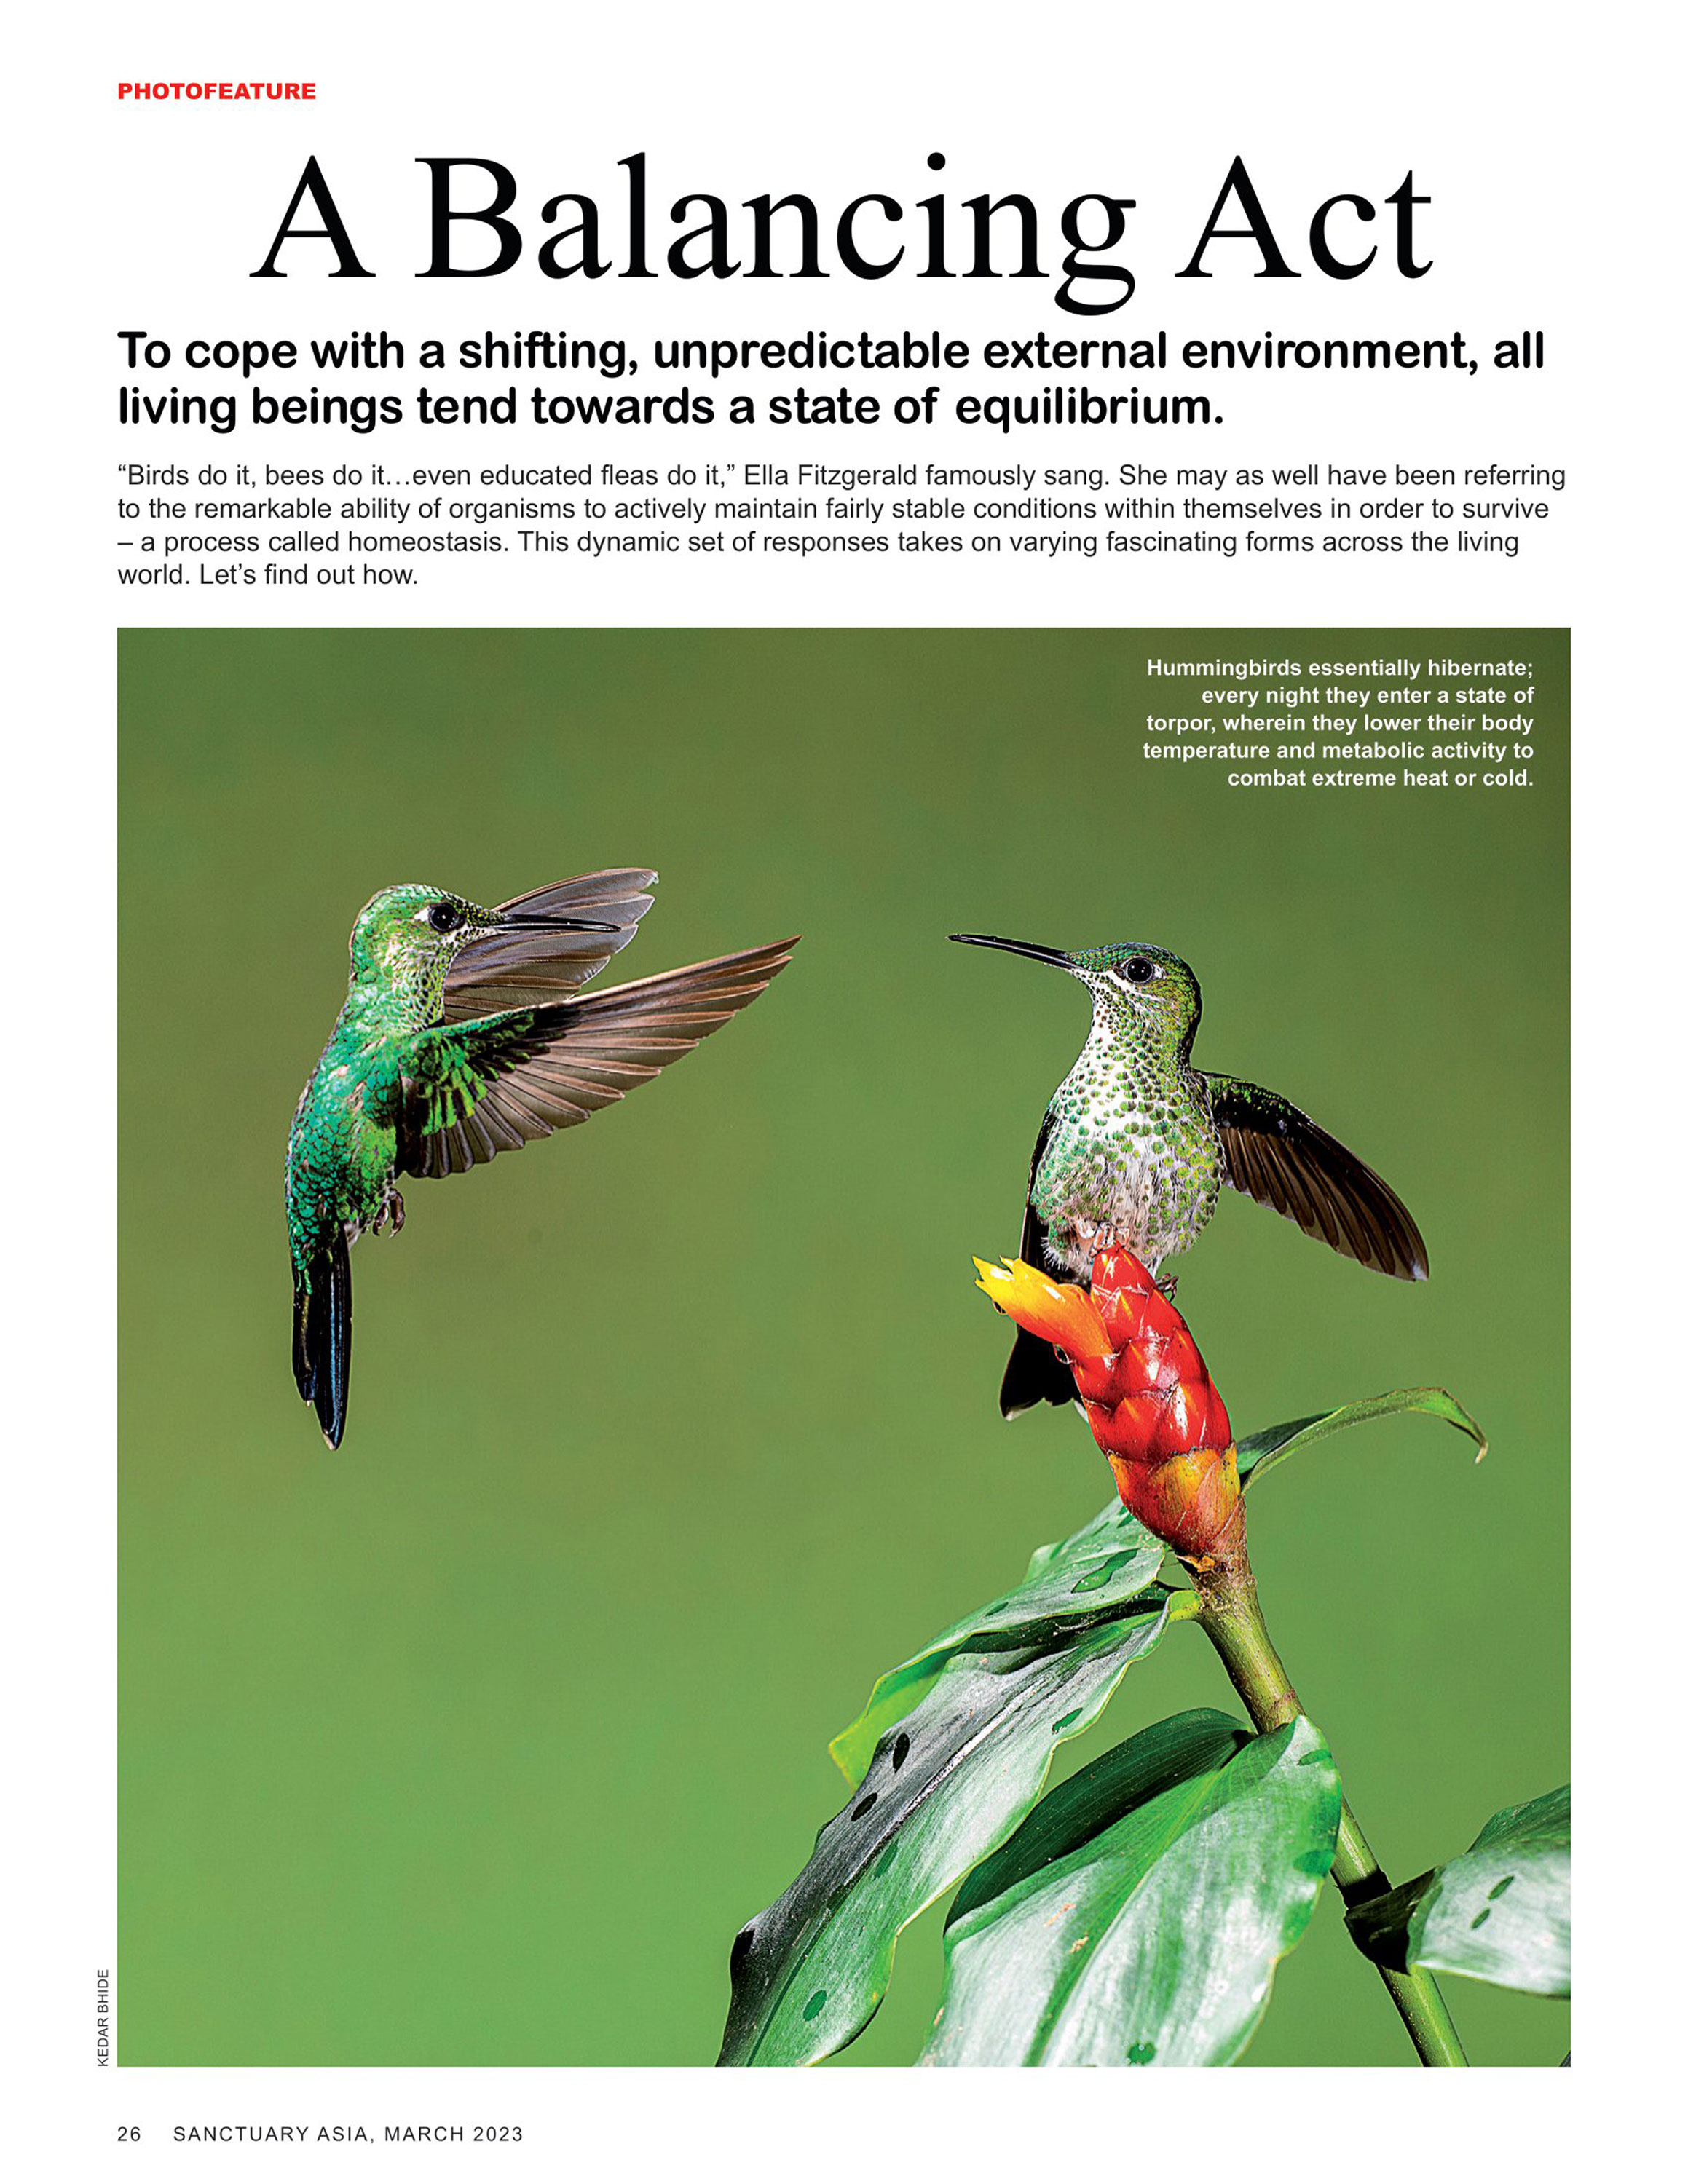 PHOTOFEATURE
A Balancing Act
To cope with a shifting, unpredictable external environment, all
living beings tend towards a state of equilibrium.
“Birds do it, bees do it…even educated fleas do it,” Ella Fitzgerald famously sang. She may as well have been referring
to the remarkable ability of organisms to actively maintain fairly stable conditions within themselves in order to survive
– a process called homeostasis. This dynamic set of responses takes on varying fascinating forms across the living
world. Let’s find out how.
Hummingbirds essentially hibernate;
every night they enter a state of
torpor, wherein they lower their body
temperature and metabolic activity to
combat extreme heat or cold.
KEDAR BHIDE
26 SANCTUARY ASIA, MARCH 2023